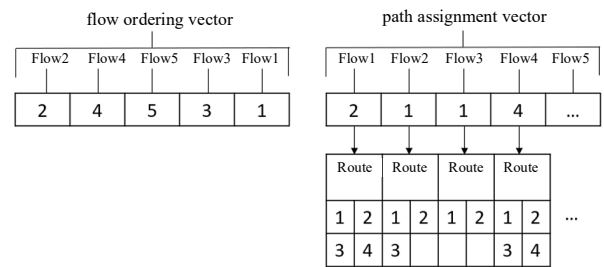 flow ordering vector
Flow2 Flow4 Flow5 Flow3 Flow1
2 4 5 3 1
path assignment vector
Flow1 Flow2 Flow3 Flow4 Flow5
2 1 1 4 ...
Route Route Route Route
1 2 1 2 1 2 1 2 ...
3 4 3 3 4